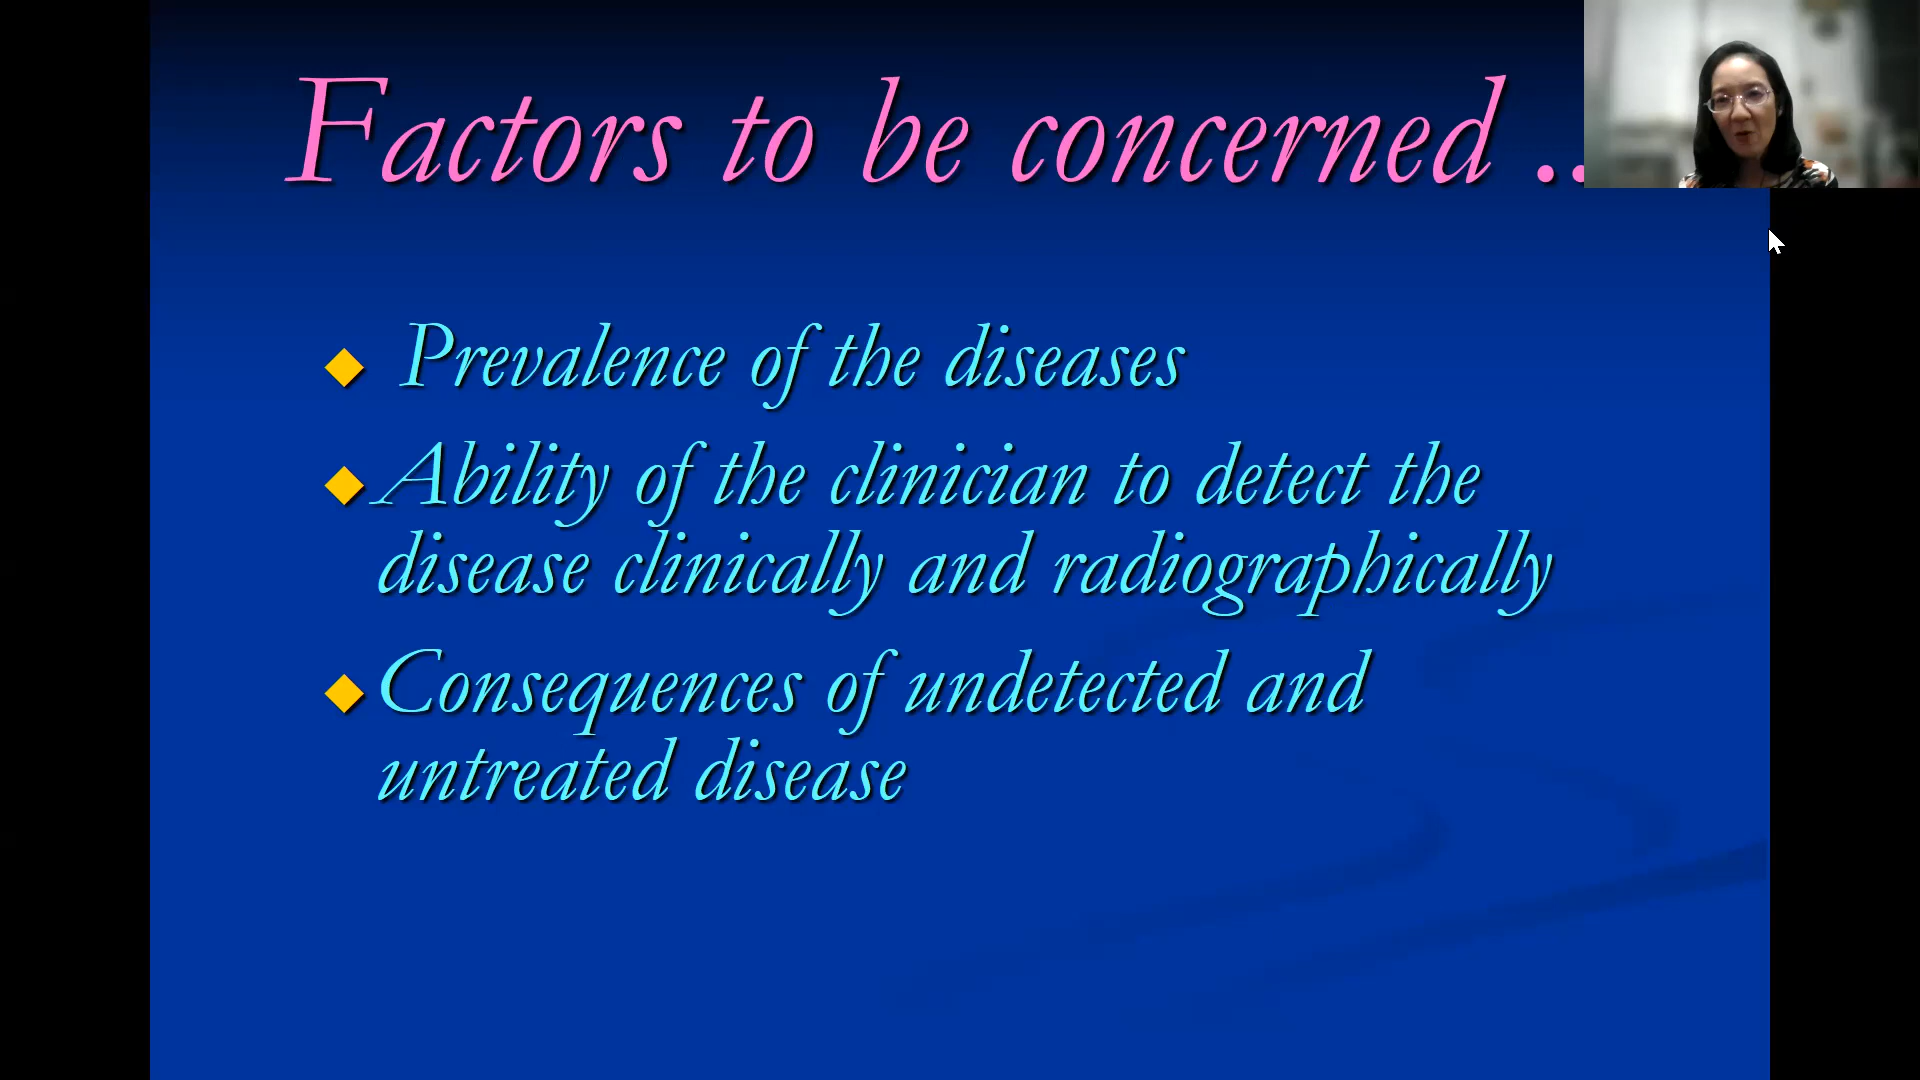 Factors to be concerned ..
Prevalence of the diseases
Ability of the clinician to detect the
disease clinically and radiographically
Consequences of undetected and
untreated disease